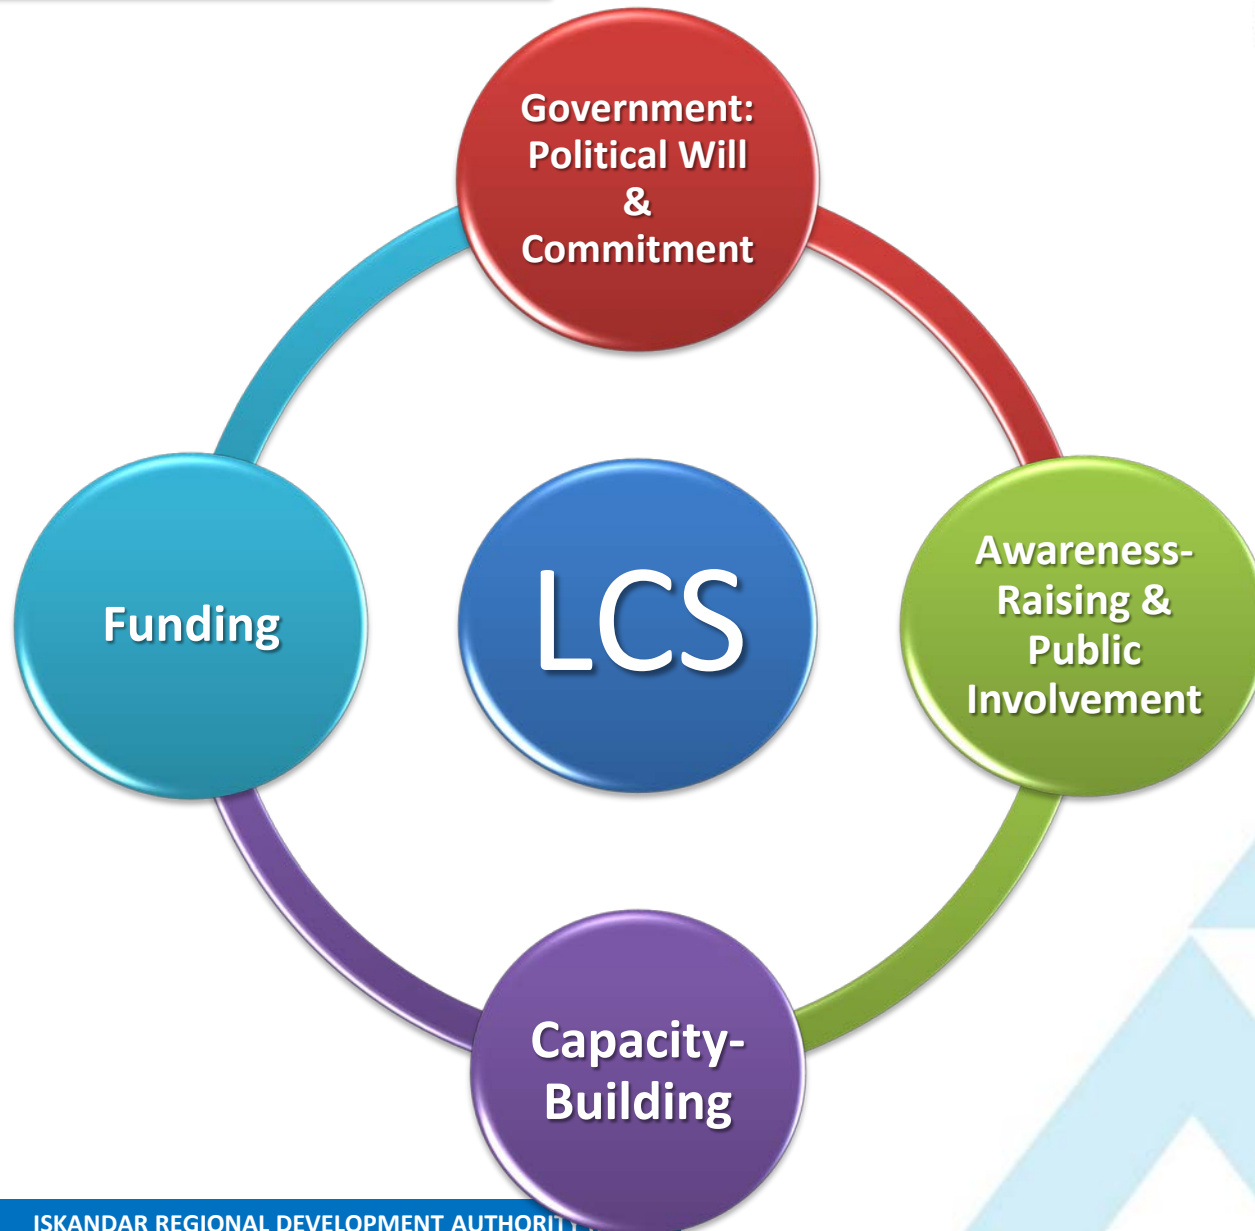 Government:
Political Will
&
Commitment
Awareness-
Raising &
Public
Involvement
Funding
LCS
Capacity-
Building
ISKANDAR REGIONAL DEVELOPMENT AUTHORITY